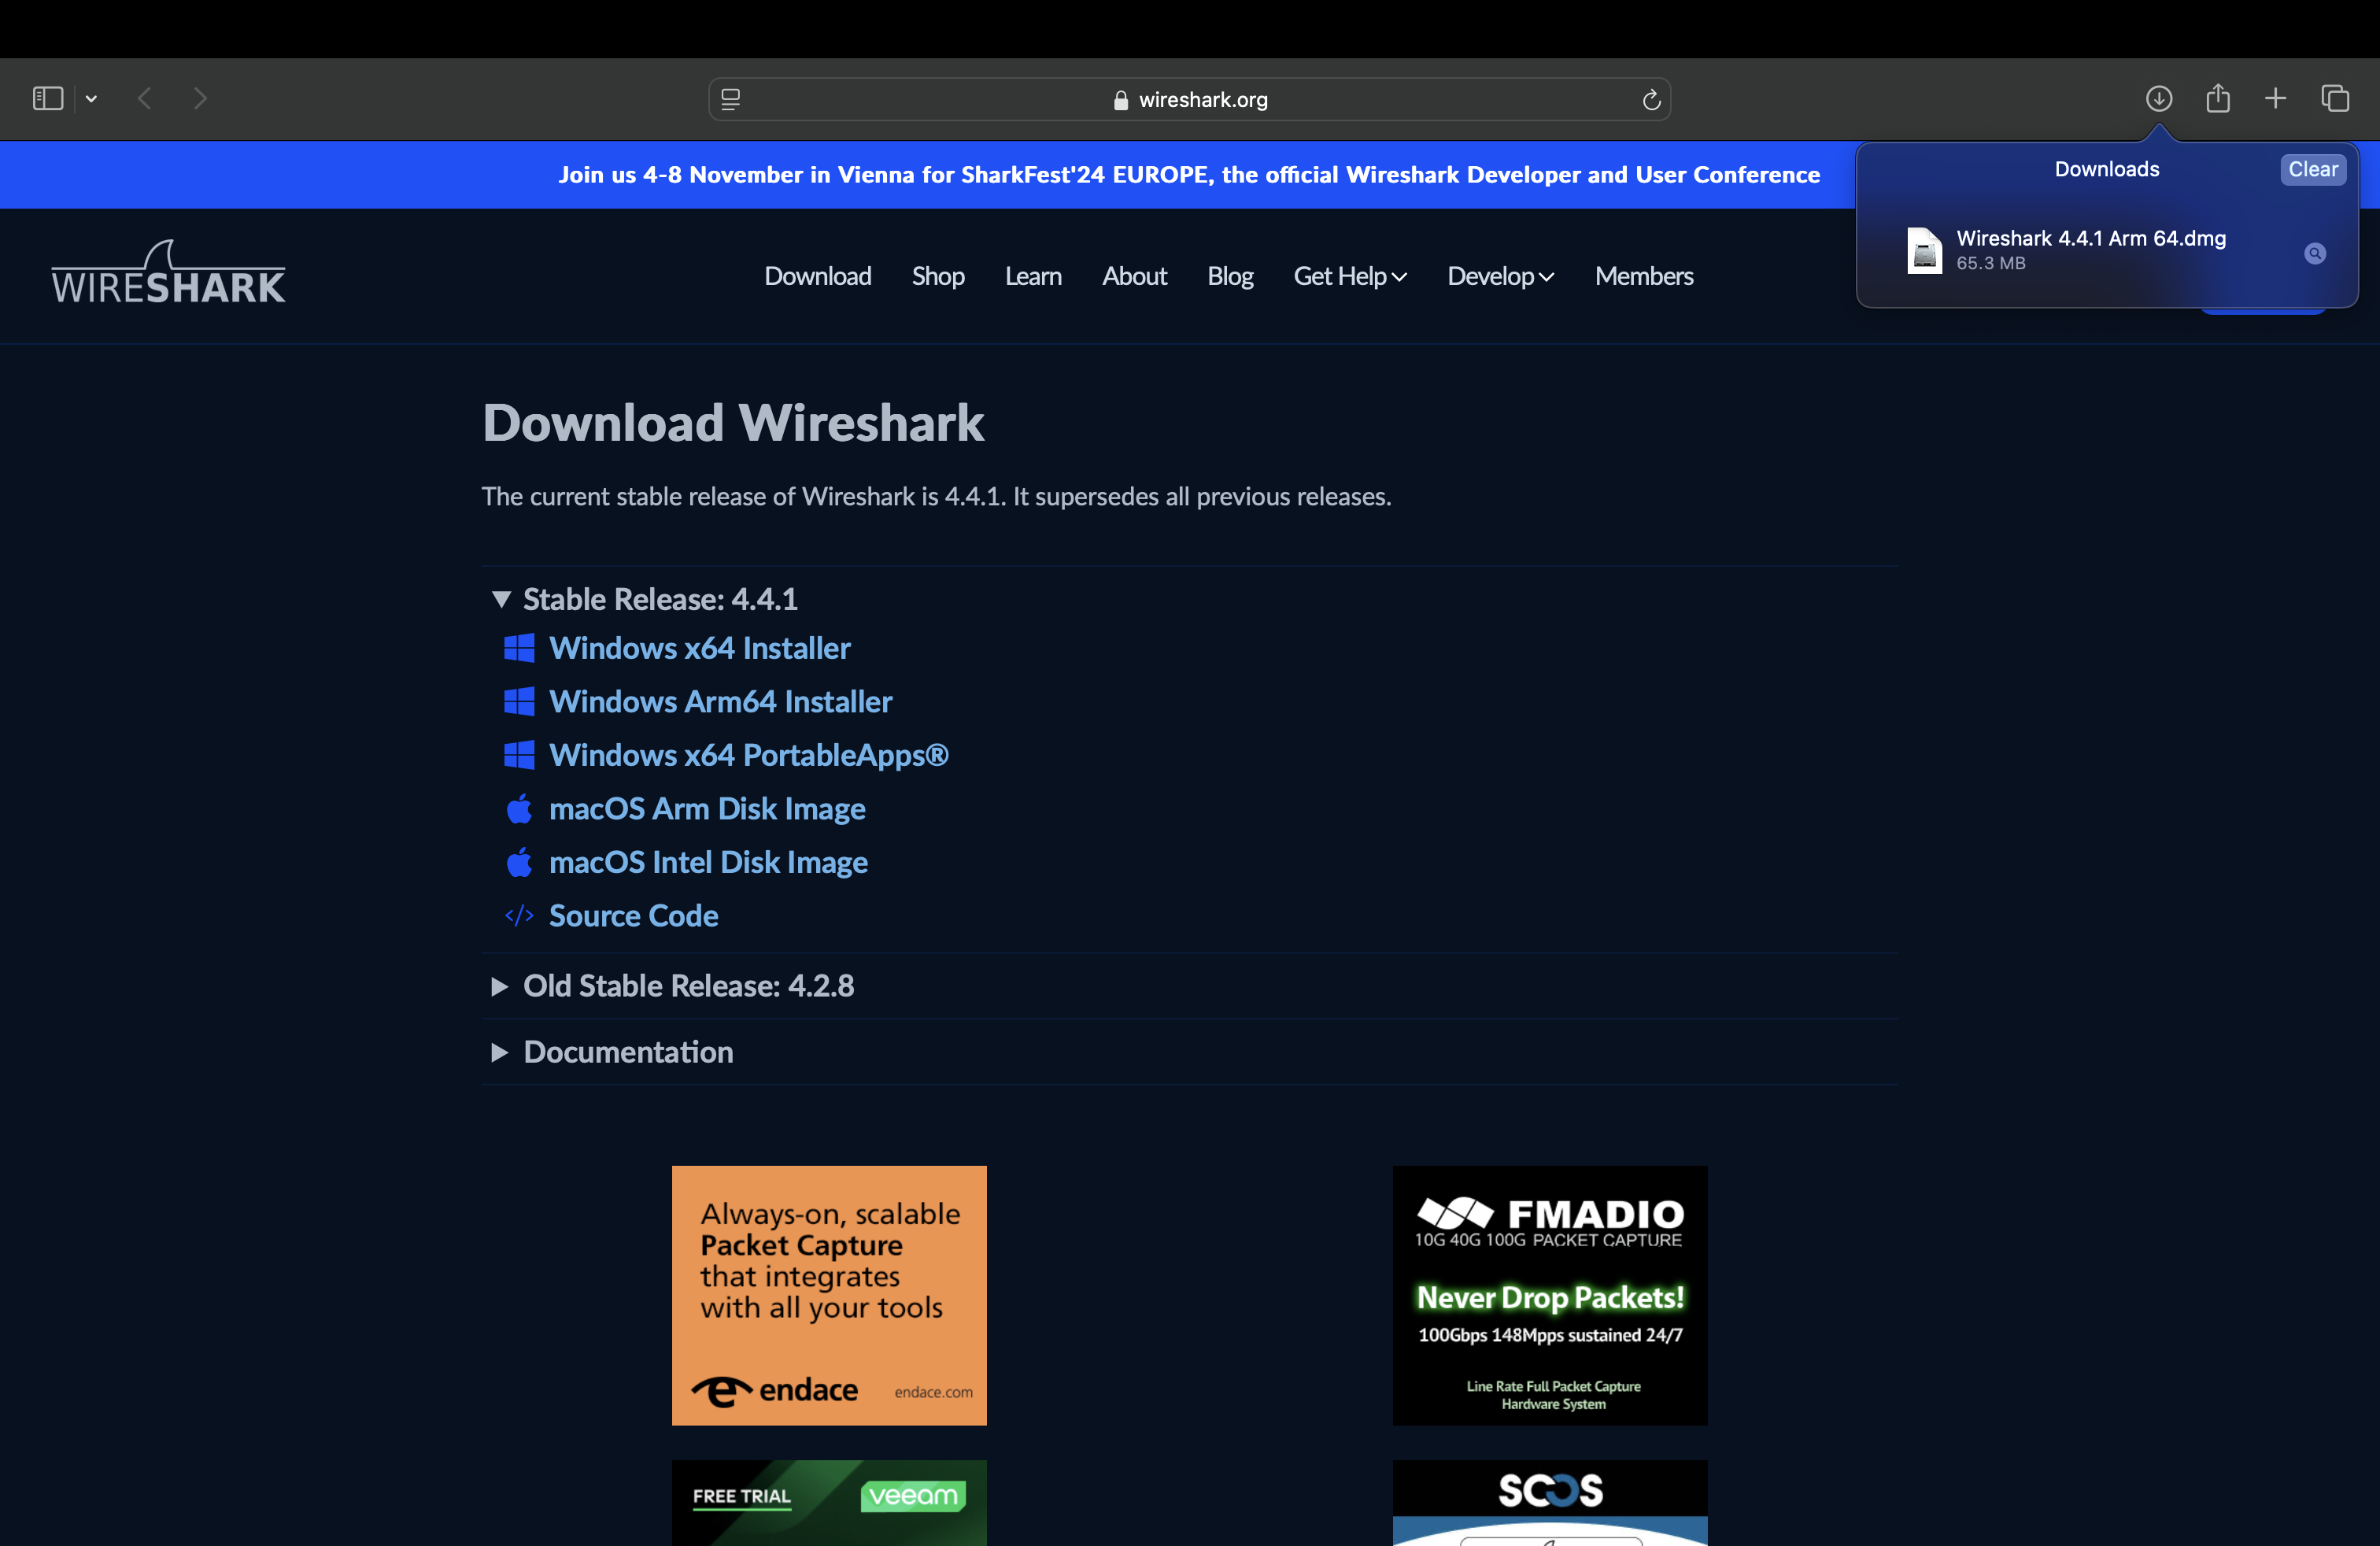 wireshark.org
Join us 4-8 November in Vienna for SharkFest'24 EUROPE, the official Wireshark Developer and User Conference
Downloads
Clear
Wireshark 4.4.1 Arm 64.dmg
65.3 MB
WIRESHARK
Download
Shop
Learn
About
Blog
Get Help
Develop
Members
Download Wireshark
The current stable release of Wireshark is 4.4.1. It supersedes all previous releases.
Stable Release: 4.4.1
Windows x64 Installer
Windows Arm64 Installer
Windows x64 PortableApps®
macOS Arm Disk Image
macOS Intel Disk Image
</> Source Code
Old Stable Release: 4.2.8
Documentation
Always-on, scalable
Packet Capture
that integrates
with all your tools
endace
endace.com
FMADIO
10G 40G 100G PACKET CAPTURE
Never Drop Packets!
100Gbps 148Mpps sustained 24/7
Line Rate Full Packet Capture
Hardware System
FREE TRIAL
veeam
SCOS